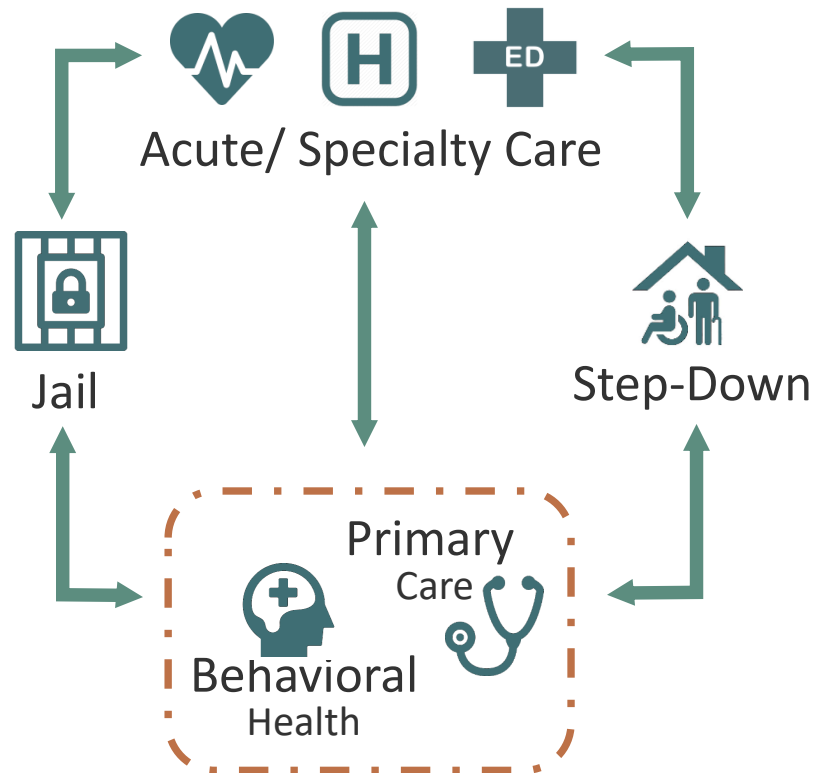 H
ED
Acute/ Specialty Care
Jail
Step-Down
Primary
Care
Behavioral
Health